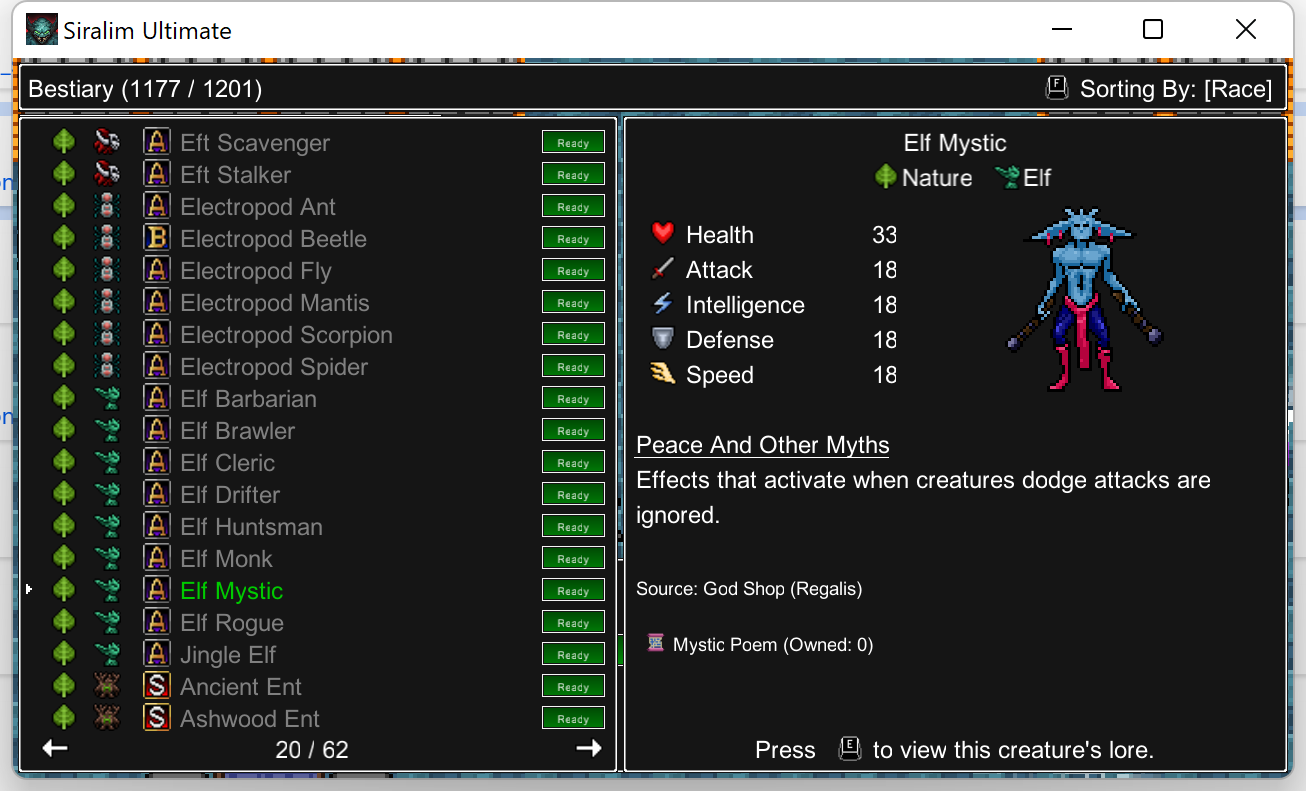 Siralim Ultimate
Bestiary (1177 / 1201)
F
Sorting By: [Race]
A Eft Scavenger Ready
A Eft Stalker Ready
A Electropod Ant Ready
B Electropod Beetle Ready
A Electropod Fly Ready
A Electropod Mantis Ready
A Electropod Scorpion Ready
A Electropod Spider Ready
A Elf Barbarian Ready
A Elf Brawler Ready
A Elf Cleric Ready
A Elf Drifter Ready
A Elf Huntsman Ready
A Elf Monk Ready
A Elf Mystic Ready
A Elf Rogue Ready
A Jingle Elf Ready
S Ancient Ent Ready
S Ashwood Ent Ready
20 / 62
Elf Mystic
Nature Elf
Health 33
Attack 18
Intelligence 18
Defense 18
Speed 18
Peace And Other Myths
Effects that activate when creatures dodge attacks are
ignored.
Source: God Shop (Regalis)
Mystic Poem (Owned: 0)
Press E to view this creature's lore.